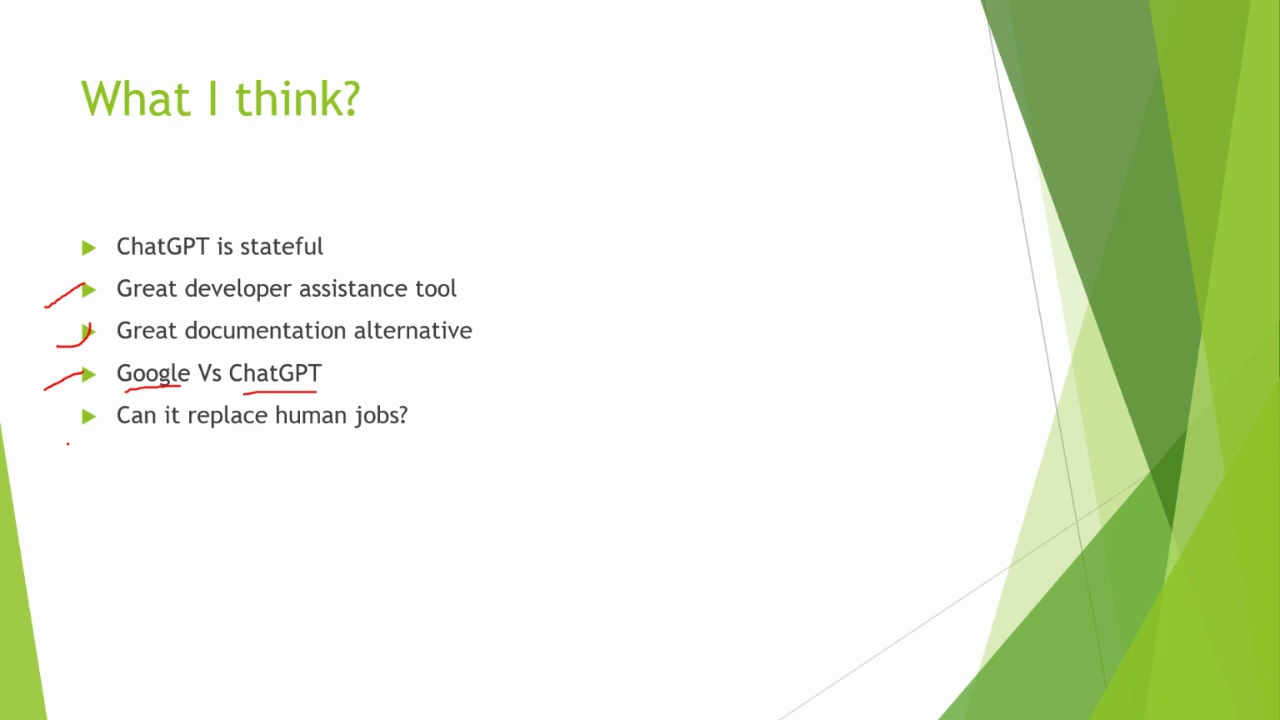 What I think?
ChatGPT is stateful
Great developer assistance tool
Great documentation alternative
Google Vs ChatGPT
Can it replace human jobs?